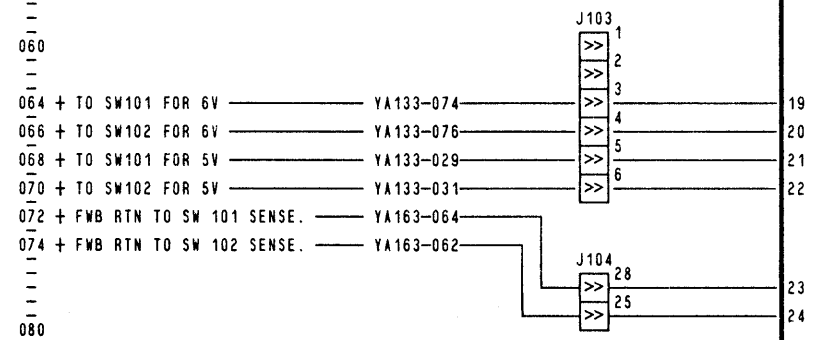 J103
1
060
2
3
064 + TO SW101 FOR 6V YA133-074 >> 19
4
066 + TO SW102 FOR 6V YA133-076 >> 20
5
068 + TO SW101 FOR 5V YA133-029 >> 21
6
070 + TO SW102 FOR 5V YA133-031 >> 22
072 + FWB RTN TO SW 101 SENSE. YA163-064
074 + FWB RTN TO SW 102 SENSE. YA163-062
J104
28
>> 23
25
>> 24
080